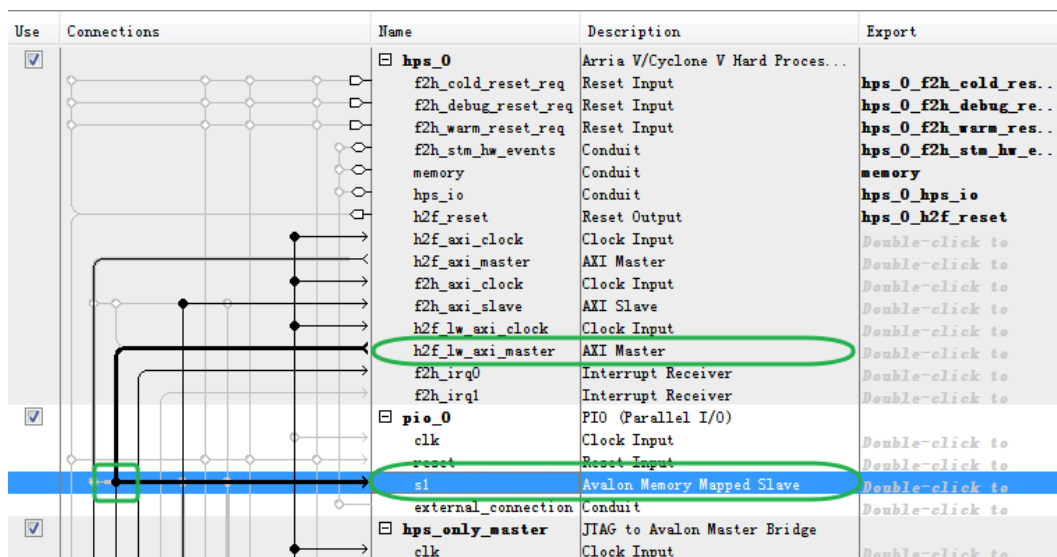 Use Connections Name Description Export
hps_0 Arria V/Cyclone V Hard Proces...
f2h_cold_reset_req Reset Input hps_0_f2h_cold_res..
f2h_debug_reset_req Reset Input hps_0_f2h_debug_re..
f2h_warm_reset_req Reset Input hps_0_f2h_warm_res..
f2h_stm_hw_events Conduit hps_0_f2h_stm_hw_e..
memory Conduit memory
hps_io Conduit hps_0_hps_io
h2f_reset Reset Output hps_0_h2f_reset
h2f_axi_clock Clock Input Double-click to
h2f_axi_master AXI Master Double-click to
f2h_axi_clock Clock Input Double-click to
f2h_axi_slave AXI Slave Double-click to
h2f_lw_axi_clock Clock Input Double-click to
h2f_lw_axi_master AXI Master Double-click to
f2h_irq0 Interrupt Receiver Double-click to
f2h_irq1 Interrupt Receiver Double-click to
pio_0 PIO (Parallel I/O)
clk Clock Input Double-click to
reset Reset Input Double-click to
s1 Avalon Memory Mapped Slave Double-click to
external_connection Conduit Double-click to
hps_only_master JTAG to Avalon Master Bridge
clk Clock Input Double-click to